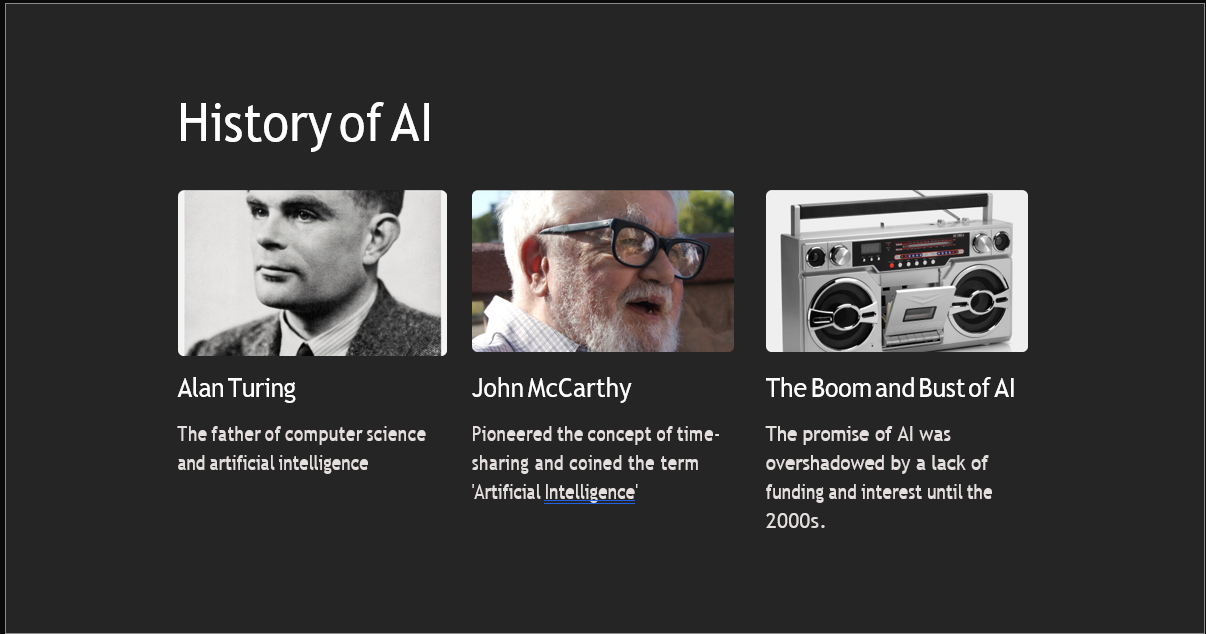 History of AI
Alan Turing
The father of computer science
and artificial intelligence
John McCarthy
Pioneered the concept of time-
sharing and coined the term
'Artificial Intelligence'
The Boom and Bust of AI
The promise of AI was
overshadowed by a lack of
funding and interest until the
2000s.